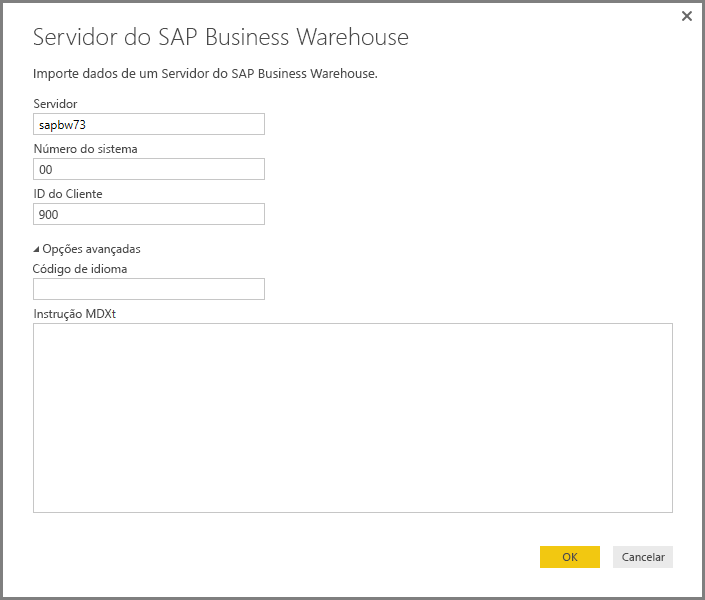 Servidor do SAP Business Warehouse
Importe dados de um Servidor do SAP Business Warehouse.
Servidor
sapbw73
Número do sistema
00
ID do Cliente
900
Opções avançadas
Código de idioma
Instrução MDXt
OK
Cancelar